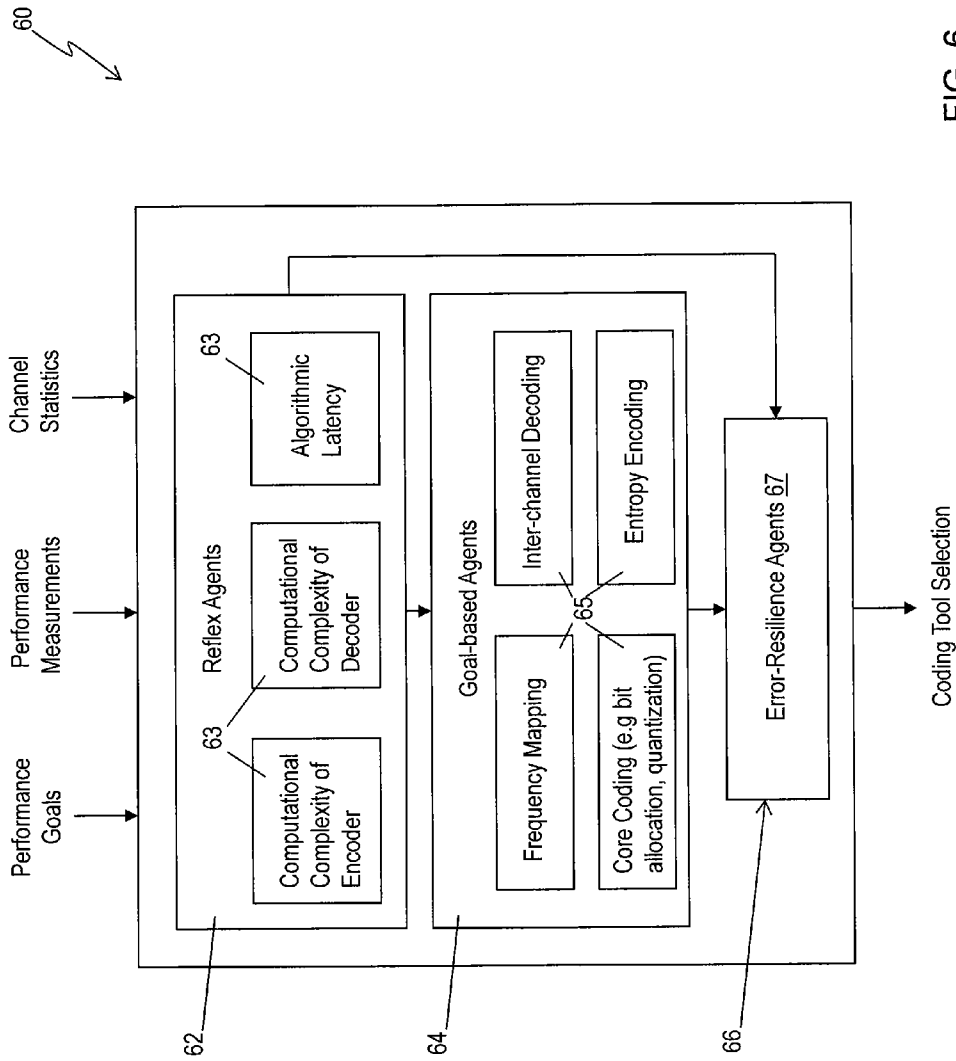 60
Performance
Goals
Performance
Measurements
Channel
Statistics
62
Reflex Agents
63
63
Computational
Complexity of
Encoder
Computational
Complexity of
Decoder
Algorithmic
Latency
64
Goal-based Agents
Frequency Mapping
Inter-channel Decoding
65
Core Coding (e.g bit
allocation, quantization)
Entropy Encoding
66
Error-Resilience Agents 67
Coding Tool Selection
FIG. 6